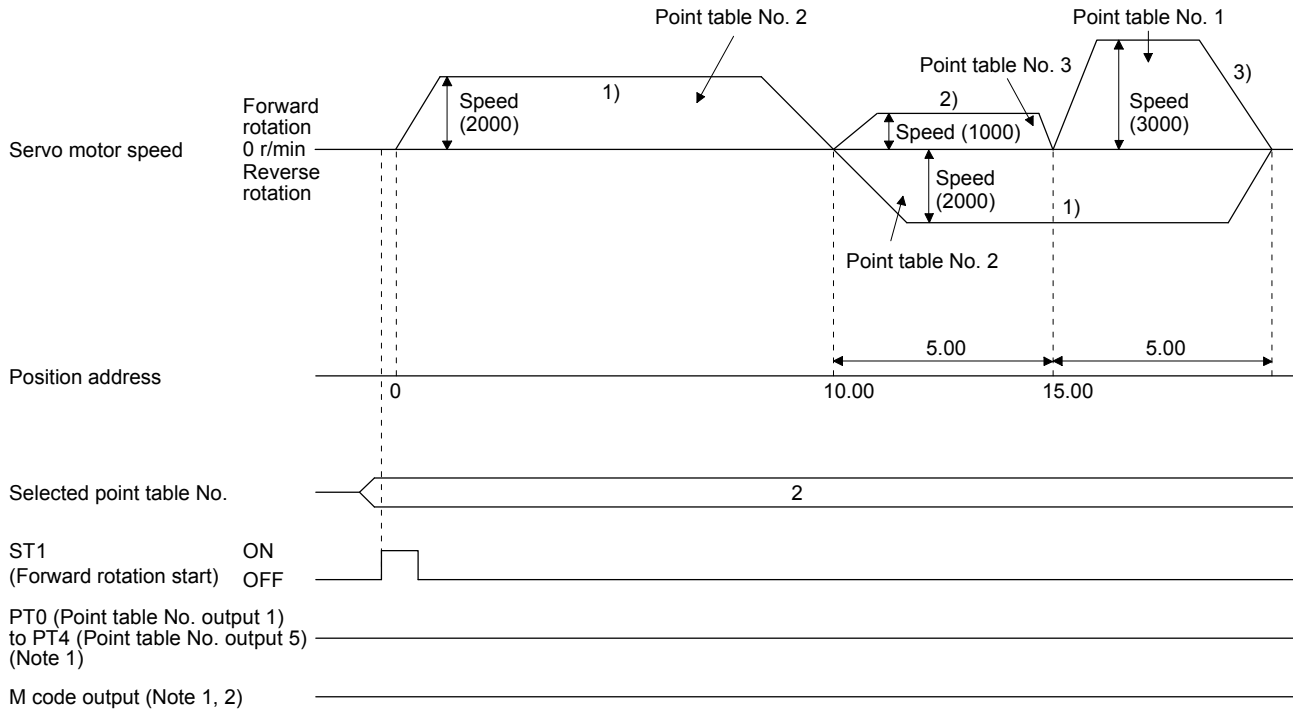 Point table No. 2
Point table No. 1
Point table No. 3
3)
1)
2)
Forward
rotation
0 r/min
Reverse
rotation
Servo motor speed
Speed
(2000)
Speed (1000)
Speed
(3000)
Speed
(2000)
1)
Point table No. 2
5.00
5.00
Position address
0
10.00
15.00
Selected point table No.
2
ST1
(Forward rotation start)
ON
OFF
PT0 (Point table No. output 1)
to PT4 (Point table No. output 5)
(Note 1)
M code output (Note 1, 2)